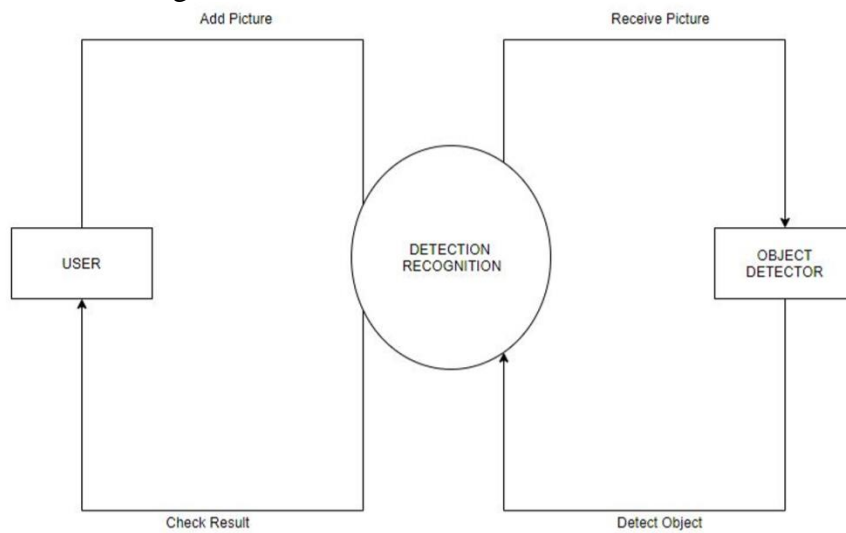 Add Picture
Receive Picture
USER
DETECTION
RECOGNITION
OBJECT
DETECTOR
Check Result
Detect Object